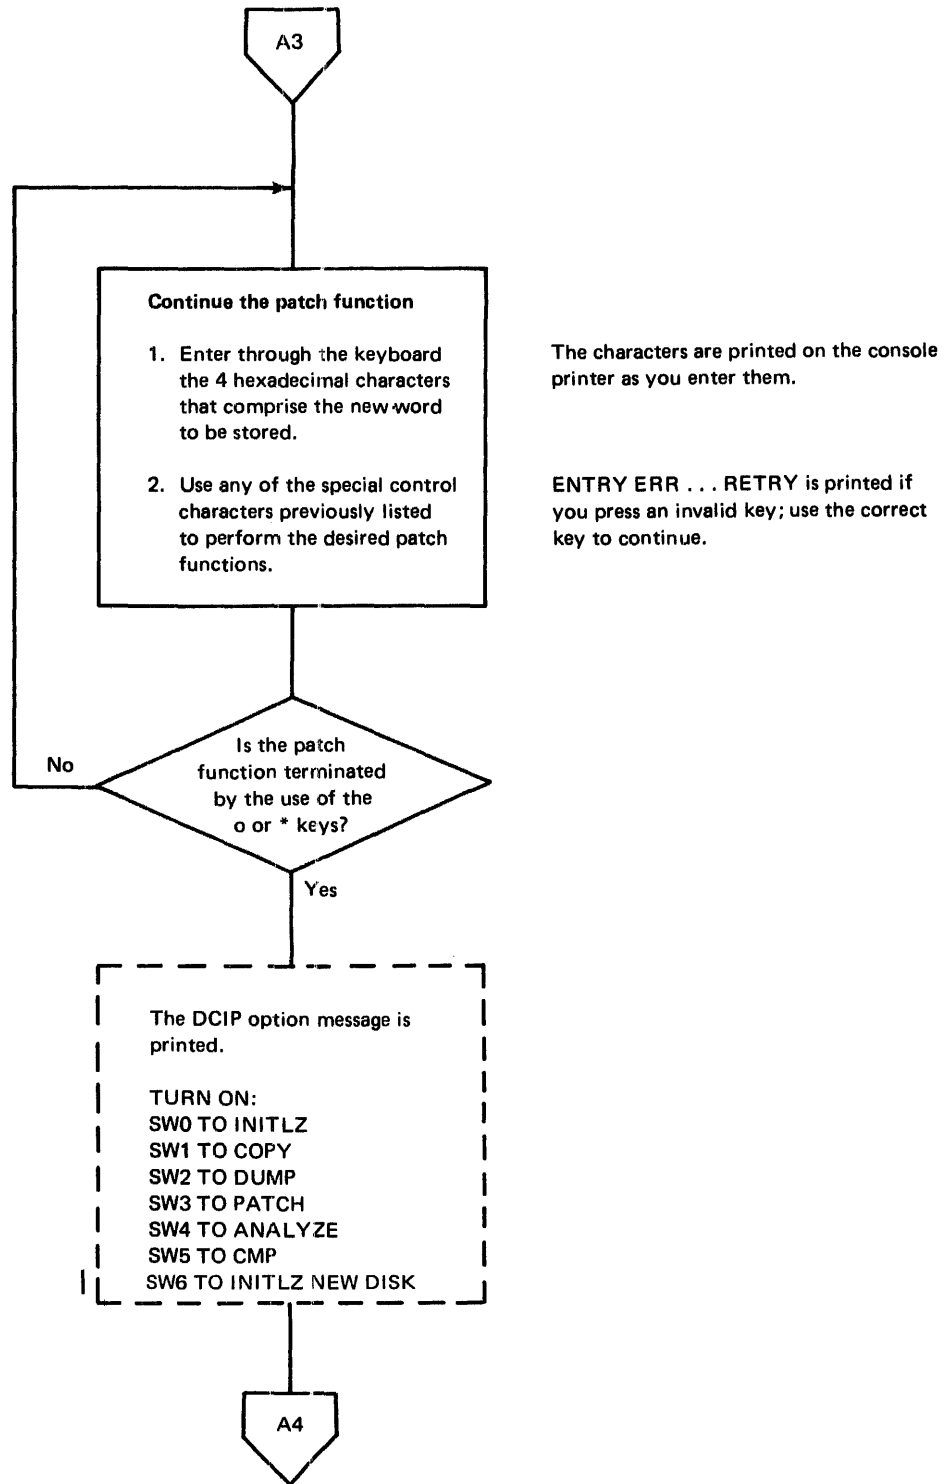 A3
Continue the patch function
1. Enter through the keyboard
the 4 hexadecimal characters
that comprise the new word
to be stored.
2. Use any of the special control
characters previously listed
to perform the desired patch
functions.
The characters are printed on the console
printer as you enter them.
ENTRY ERR . . . RETRY is printed if
you press an invalid key; use the correct
key to continue.
Is the patch
function terminated
by the use of the
o or * keys?
No
Yes
The DCIP option message is
printed.
TURN ON:
SW0 TO INITLZ
SW1 TO COPY
SW2 TO DUMP
SW3 TO PATCH
SW4 TO ANALYZE
SW5 TO CMP
SW6 TO INITLZ NEW DISK
A4